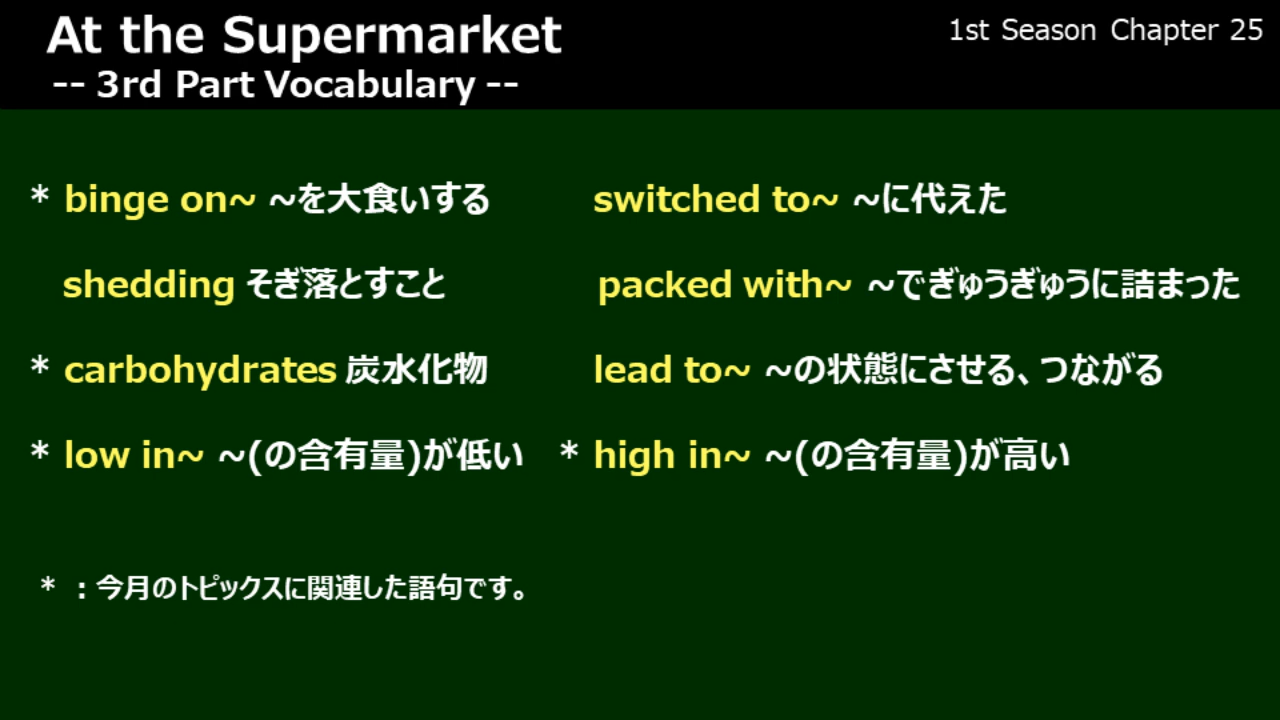 At the Supermarket
1st Season Chapter 25
-- 3rd Part Vocabulary --
* binge on~ ~を大食いする
switched to~ ~に代えた
shedding そぎ落とすこと
packed with~ ~でぎゅうぎゅうに詰まった
* carbohydrates 炭水化物
lead to~ ~の状態にさせる、つながる
* low in~ ~(の含有量)が低い
* high in~ ~(の含有量)が高い
* : 今月のトピックスに関連した語句です。